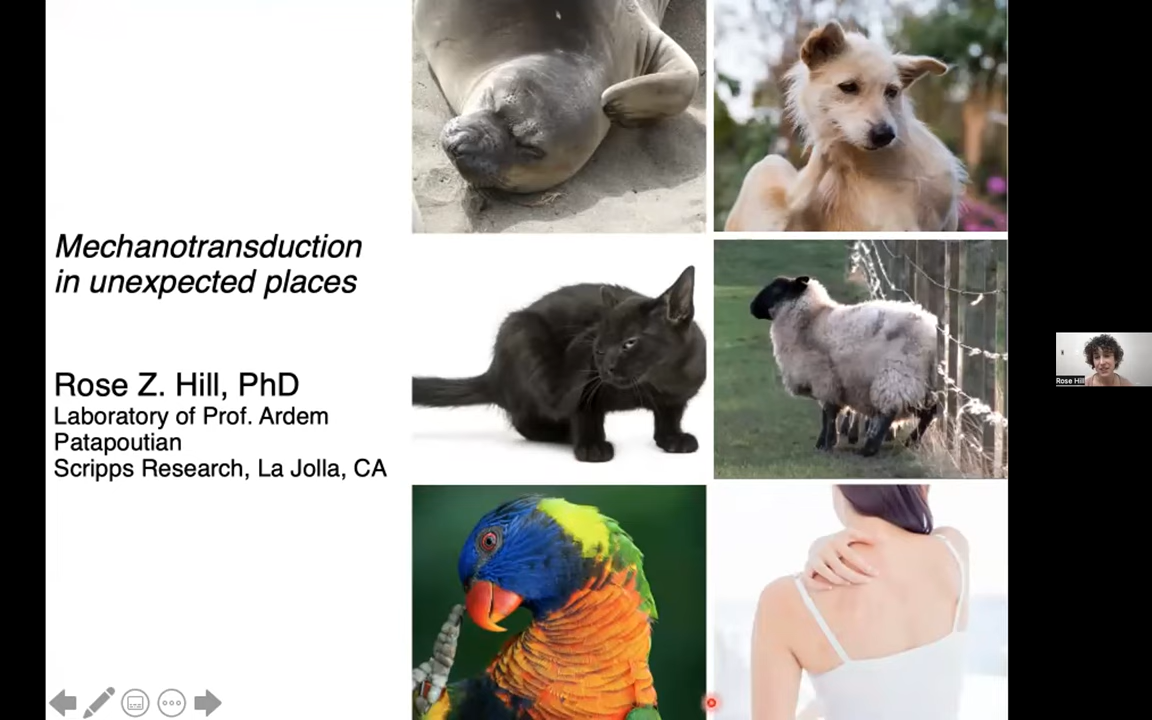 Mechanotransduction
in unexpected places
Rose Z. Hill, PhD
Laboratory of Prof. Ardem
Patapoutian
Scripps Research, La Jolla, CA
Rose Hill